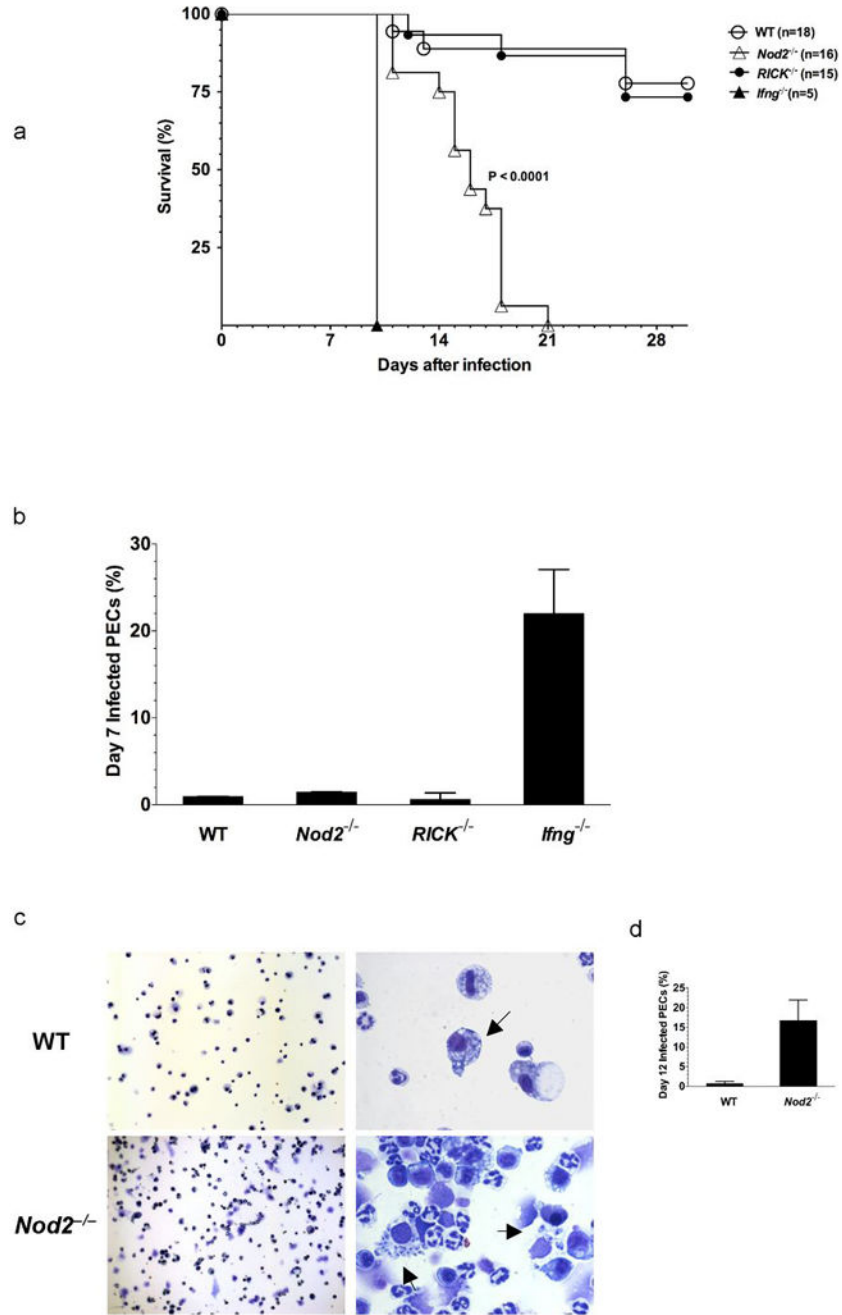 a
Survival (%)
100
75
50
25
0
7
14
21
28
Days after infection
P < 0.0001
WT (n=18)
Nod2⁻/⁻ (n=16)
RICK⁻/⁻ (n=15)
Ifng⁻/⁻ (n=5)
b
Day 7 Infected PECs (%)
30
20
10
0
WT
Nod2⁻/⁻
RICK⁻/⁻
Ifng⁻/⁻
c
WT
Nod2⁻/⁻
d
Day 12 Infected PECs (%)
25
20
15
10
5
0
WT
Nod2⁻/⁻